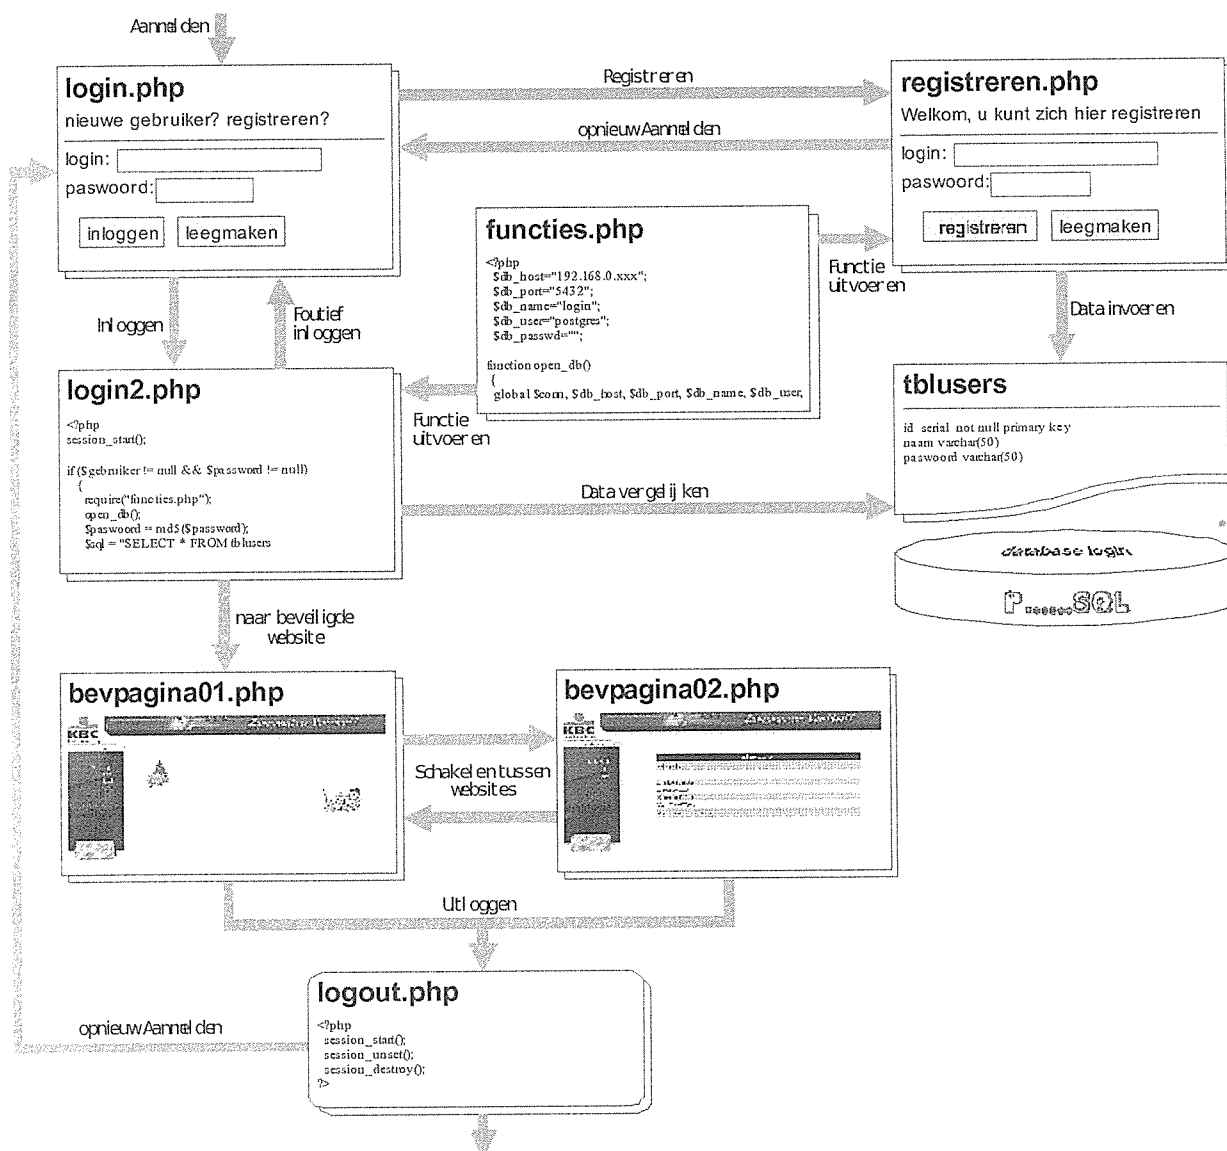 Aanmelden
login.php
nieuwe gebruiker? registreren?
login:
paswoord:
inloggen
leegmaken
Registreren
opnieuw Aanmelden
registreren.php
Welkom, u kunt zich hier registreren
login:
paswoord:
registreren
leegmaken
functies.php
<?php
$db_host="192.168.0.xxx";
$db_port="5432";
$db_name="login";
$db_user="postgres";
$db_passwd="";
function open_db()
{
global $conn, $db_host, $db_port, $db_name, $db_user,
Functie
uitvoeren
Inloggen
Foutief
inloggen
Data invoeren
login2.php
<?php
session_start();
if ($gebruiker != null && $password != null)
{
require("functies.php");
open_db();
$paswoord = md5($password);
$sql = "SELECT * FROM tblusers
Functie
uitvoeren
Data vergelijken
tblusers
id serial not null primary key
naam varchar(50)
paswoord varchar(50)
database login
naar beveiligde
website
bevpagina01.php
KBC
Schakelen tussen
websites
bevpagina02.php
KBC
Uitloggen
logout.php
<?php
session_start();
session_unset();
session_destroy();
?>
opnieuw Aanmelden